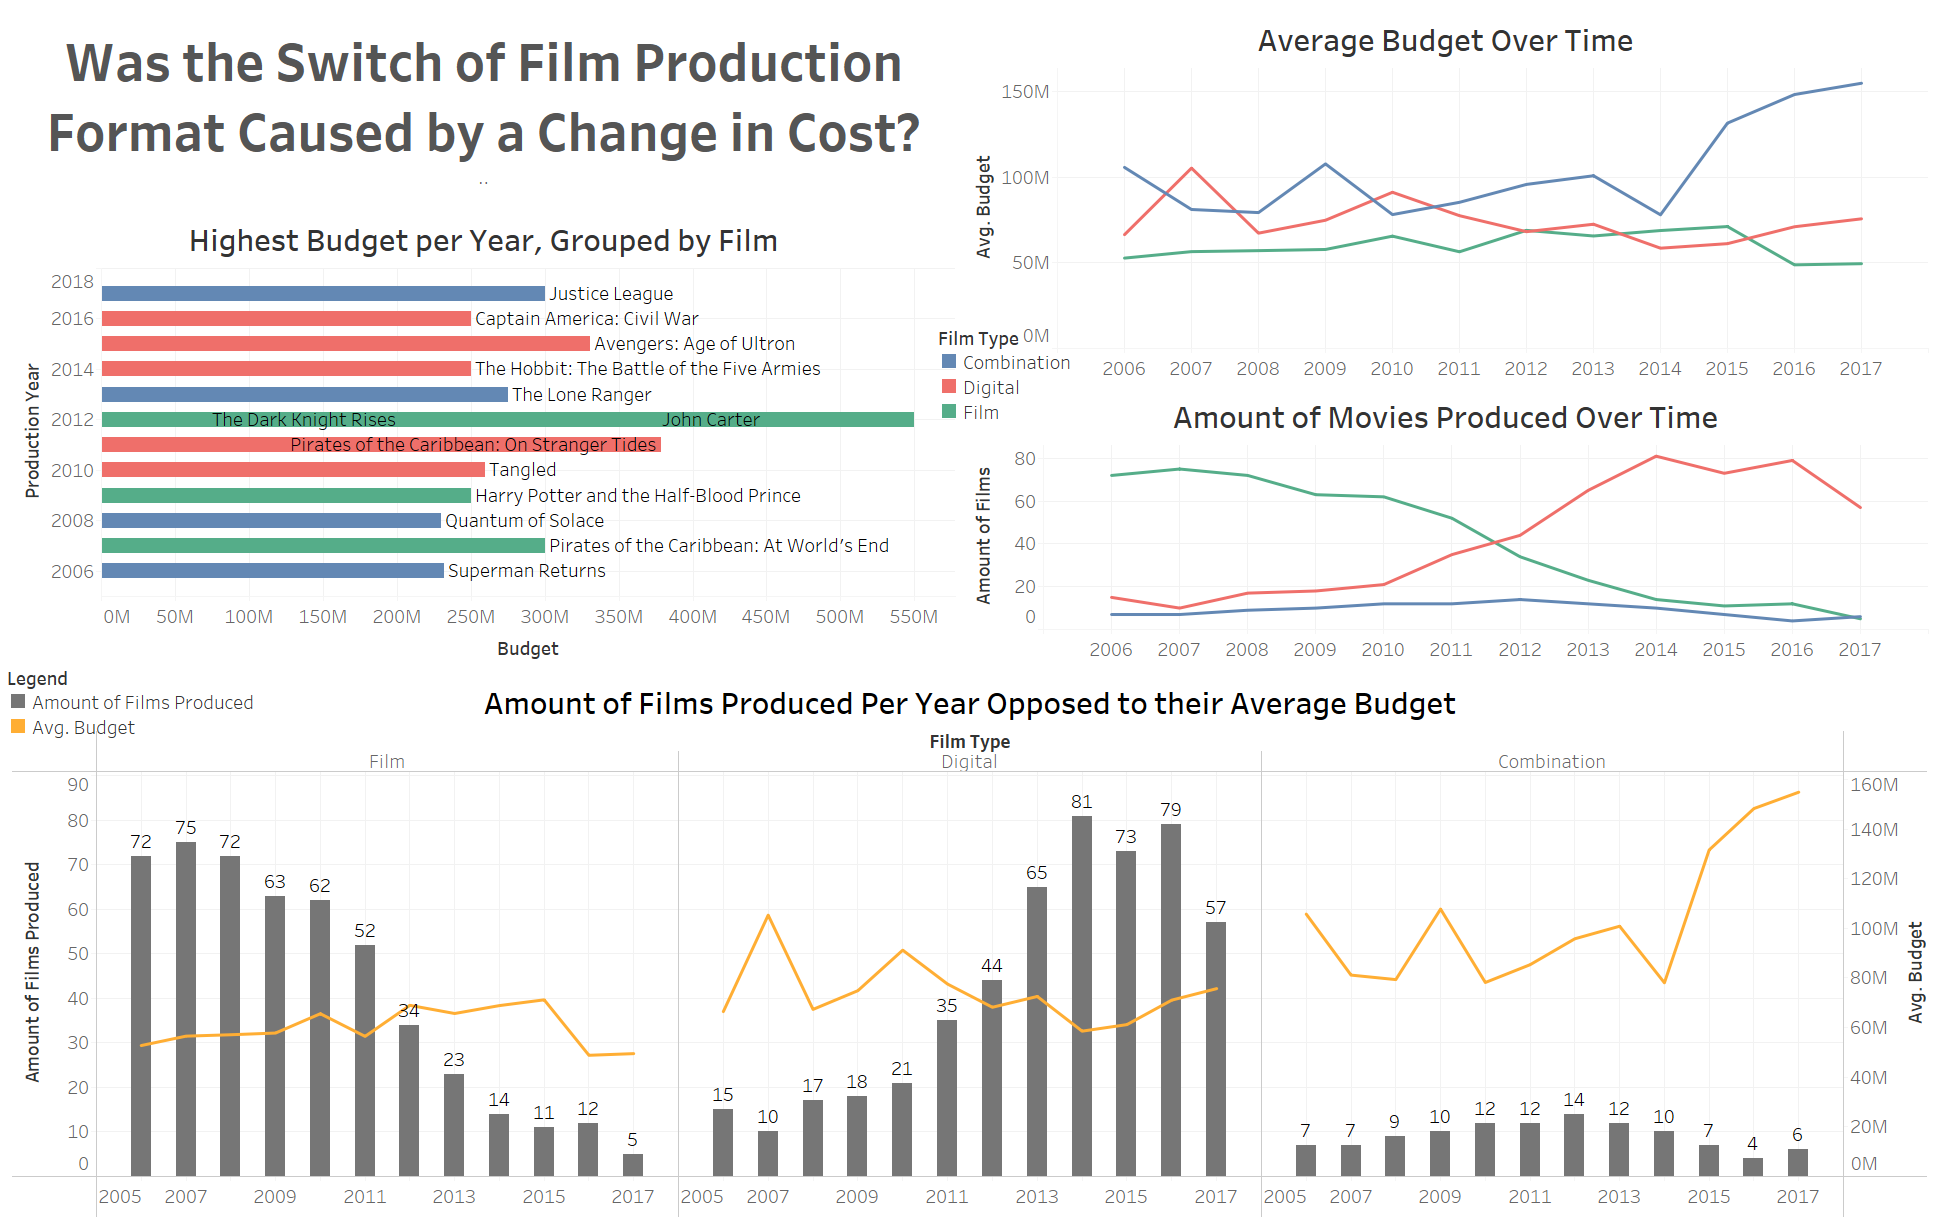 Was the Switch of Film Production
Format Caused by a Change in Cost?
..
Highest Budget per Year, Grouped by Film
Production Year
2018
Justice League
2016
Captain America: Civil War
Avengers: Age of Ultron
2014
The Hobbit: The Battle of the Five Armies
The Lone Ranger
2012
The Dark Knight Rises
John Carter
Pirates of the Caribbean: On Stranger Tides
2010
Tangled
Harry Potter and the Half-Blood Prince
2008
Quantum of Solace
Pirates of the Caribbean: At World's End
2006
Superman Returns
0M 50M 100M 150M 200M 250M 300M 350M 400M 450M 500M 550M
Budget
Average Budget Over Time
Avg. Budget
150M
100M
50M
0M
2006 2007 2008 2009 2010 2011 2012 2013 2014 2015 2016 2017
Film Type
Combination
Digital
Film
Amount of Movies Produced Over Time
Amount of Films
80
60
40
20
0
2006 2007 2008 2009 2010 2011 2012 2013 2014 2015 2016 2017
Legend
Amount of Films Produced
Avg. Budget
Amount of Films Produced Per Year Opposed to their Average Budget
Film Type
Film Digital Combination
Amount of Films Produced
90
80
70
60
50
40
30
20
10
0
72 75 72 63 62 52 34 23 14 11 12 5
15 10 17 18 21 35 44 65 81 73 79 57
7 7 9 10 12 12 14 12 10 7 4 6
160M
140M
120M
100M
80M
60M
40M
20M
0M
Avg. Budget
2005 2007 2009 2011 2013 2015 2017 2005 2007 2009 2011 2013 2015 2017 2005 2007 2009 2011 2013 2015 2017